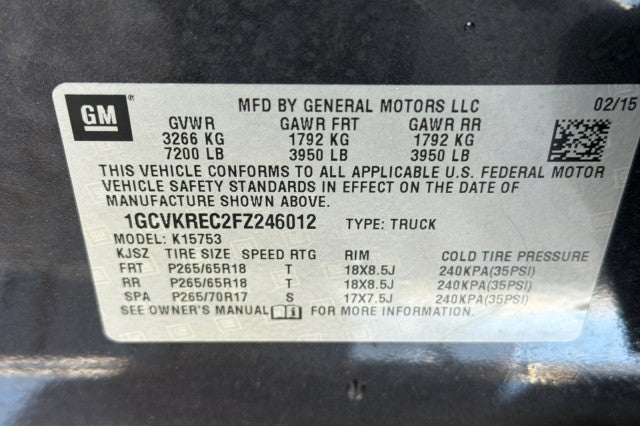 GM ® MFD BY GENERAL MOTORS LLC 02/15
GVWR GAWR FRT GAWR RR
3266 KG 1792 KG 1792 KG
7200 LB 3950 LB 3950 LB
THIS VEHICLE CONFORMS TO ALL APPLICABLE U.S. FEDERAL MOTOR
VEHICLE SAFETY STANDARDS IN EFFECT ON THE DATE OF
MANUFACTURE SHOWN ABOVE.
1GCVKREC2FZ246012 TYPE: TRUCK
MODEL: K15753
KJSZ TIRE SIZE SPEED RTG RIM COLD TIRE PRESSURE
FRT P265/65R18 T 18X8.5J 240KPA(35PSI)
RR P265/65R18 T 18X8.5J 240KPA(35PSI)
SPA P265/70R17 S 17X7.5J 240KPA(35PSI)
SEE OWNER'S MANUAL FOR MORE INFORMATION.